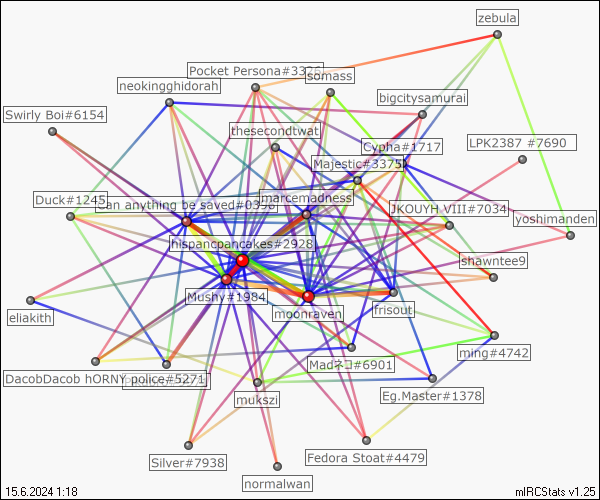 zebula
Pocket Persona#3326
somass
neokingghidorah
bigcitysamurai
Swirly Boi#6154
thesecondtwat
LPK2387 #7690
Cypha#1717
Majestic#3375
Duck#1245
Can anything be saved#0398
marcemadness
JKOUYH VIII#7034
yoshimanden
hispancpancakes#2928
shawntee9
Mushy#1984
moonraven
frisout
eliakith
ming#4742
Madネコ#6901
DacobDacob hORNY police#5271
mukszi
Eg.Master#1378
Silver#7938
Fedora Stoat#4479
normalwan
15.6.2024 1:18
mIRCStats v1.25